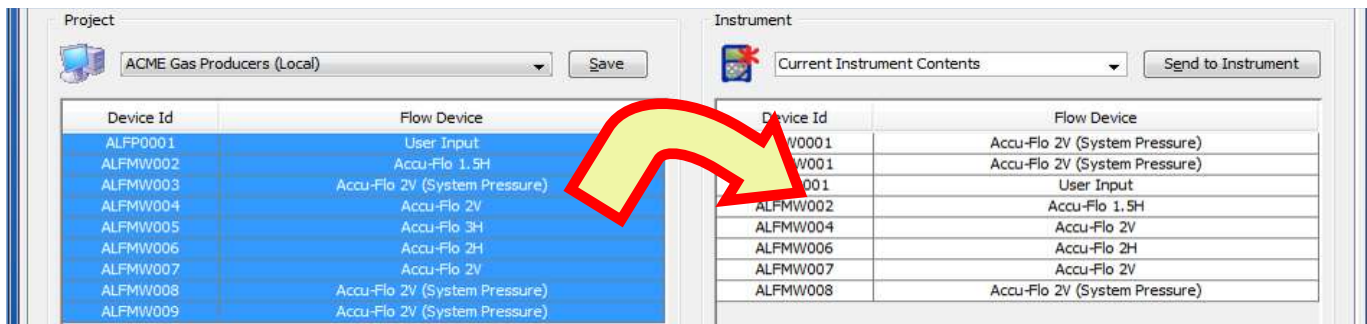 Project
ACME Gas Producers (Local)
Save
Device Id Flow Device
ALFP0001 User Input
ALFMW002 Accu-Flo 1.5H
ALFMW003 Accu-Flo 2V (System Pressure)
ALFMW004 Accu-Flo 2V
ALFMW005 Accu-Flo 3H
ALFMW006 Accu-Flo 2H
ALFMW007 Accu-Flo 2V
ALFMW008 Accu-Flo 2V (System Pressure)
ALFMW009 Accu-Flo 2V (System Pressure)
Instrument
Current Instrument Contents
Send to Instrument
Device Id Flow Device
Accu-Flo 2V (System Pressure)
Accu-Flo 2V (System Pressure)
User Input
ALFMW002 Accu-Flo 1.5H
ALFMW004 Accu-Flo 2V
ALFMW006 Accu-Flo 2H
ALFMW007 Accu-Flo 2V
ALFMW008 Accu-Flo 2V (System Pressure)